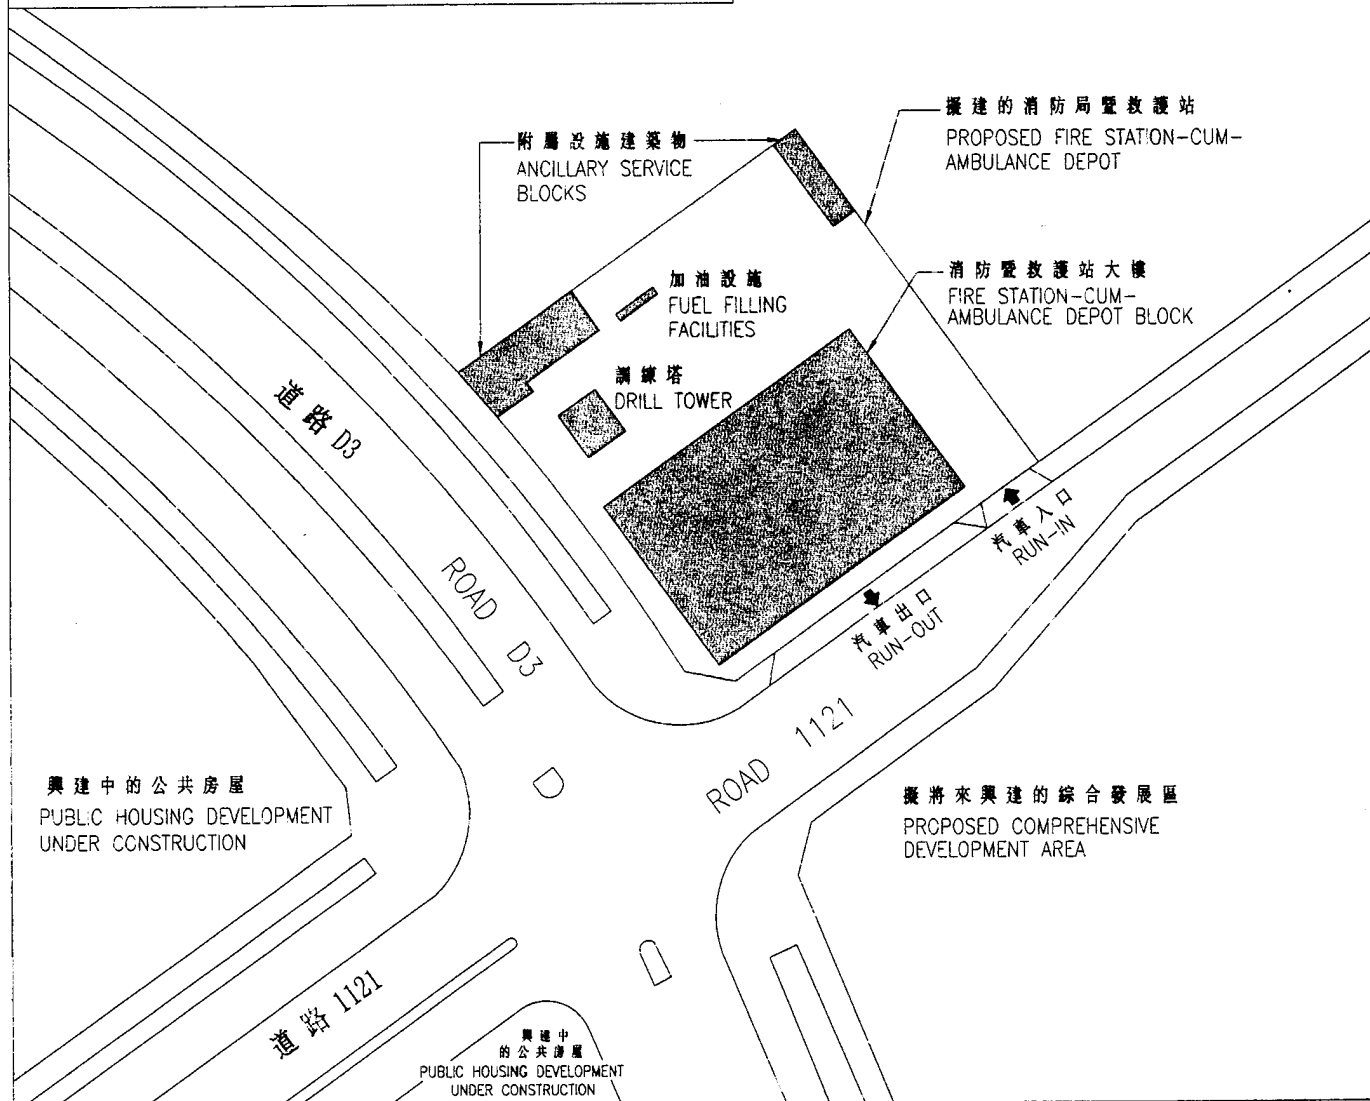 附屬設施建築物
ANCILLARY SERVICE
BLOCKS
擬建的消防局暨救護站
PROPOSED FIRE STATION-CUM-
AMBULANCE DEPOT
加油設施
FUEL FILLING
FACILITIES
消防暨救護站大樓
FIRE STATION-CUM-
AMBULANCE DEPOT BLOCK
訓練塔
DRILL TOWER
道路 D3
ROAD D3
汽車入口
RUN-IN
汽車出口
RUN-OUT
ROAD 1121
興建中的公共房屋
PUBLIC HOUSING DEVELOPMENT
UNDER CONSTRUCTION
擬將來興建的綜合發展區
PROPOSED COMPREHENSIVE
DEVELOPMENT AREA
道路 1121
興建中
的公共房屋
PUBLIC HOUSING DEVELOPMENT
UNDER CONSTRUCTION